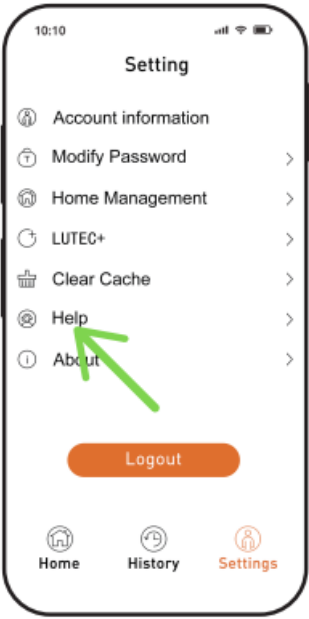 10:10
Setting
Account information
Modify Password
Home Management
LUTEC+
Clear Cache
Help
About
Logout
Home History Settings